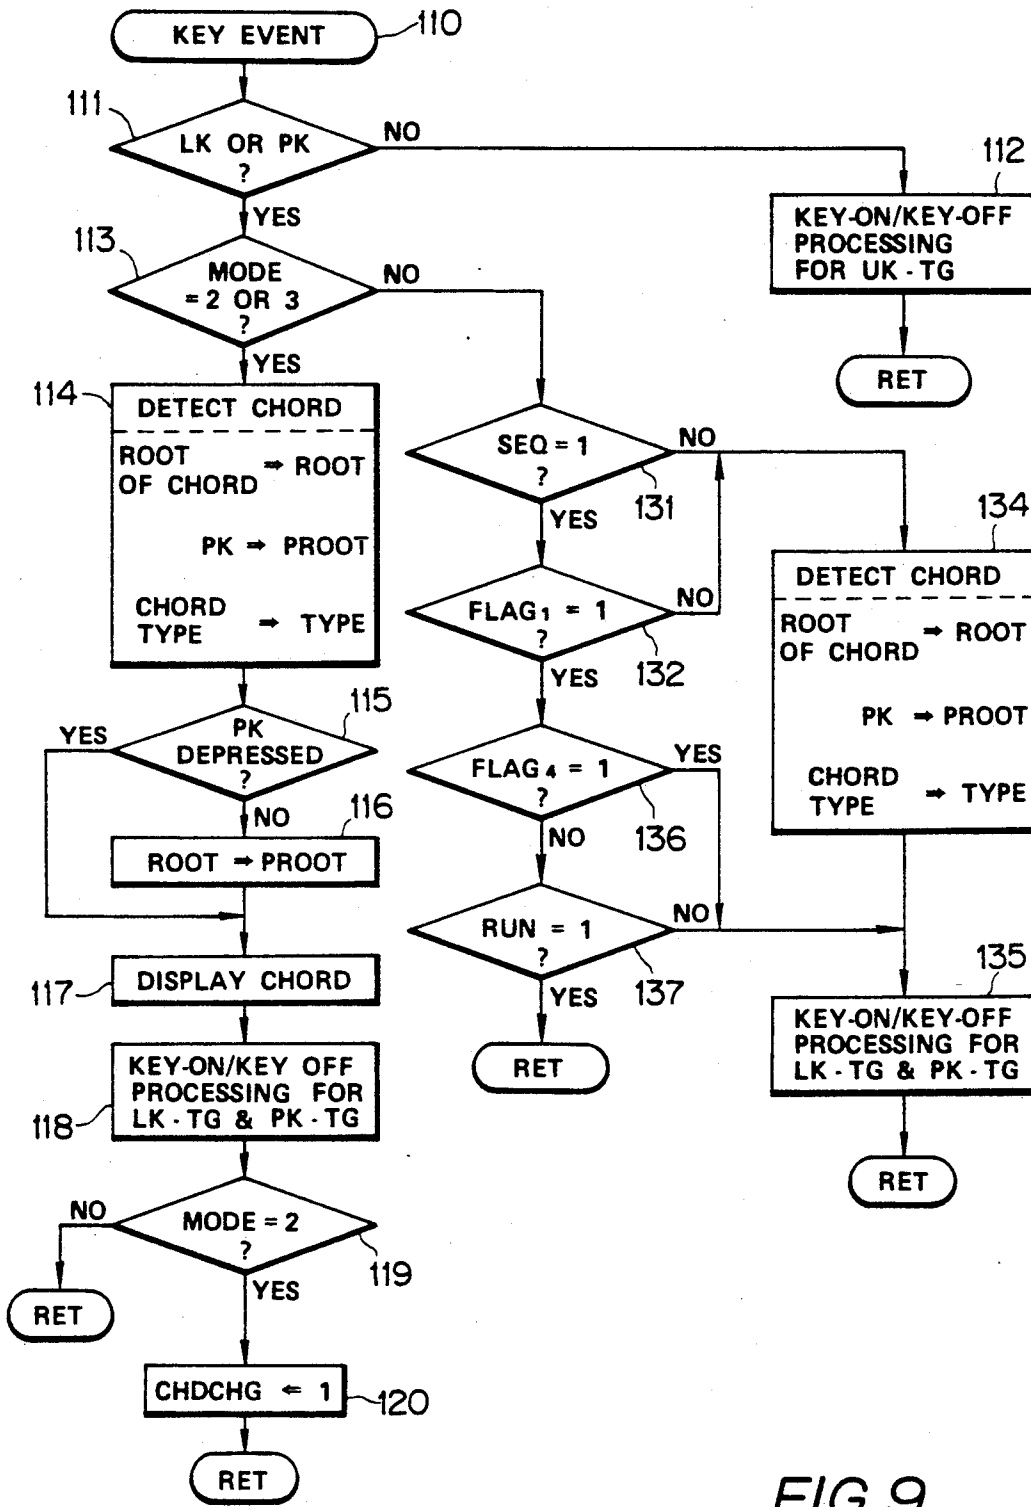 KEY EVENT
110
111
LK OR PK
?
NO
YES
112
KEY-ON/KEY-OFF
PROCESSING
FOR UK - TG
RET
113
MODE
= 2 OR 3
?
NO
YES
114
DETECT CHORD
ROOT
OF CHORD ⇒ ROOT
PK ⇒ PROOT
CHORD
TYPE ⇒ TYPE
115
PK
DEPRESSED
?
YES
NO
116
ROOT ⇒ PROOT
117
DISPLAY CHORD
118
KEY-ON/KEY OFF
PROCESSING FOR
LK - TG & PK - TG
119
MODE = 2
?
NO
RET
YES
CHDCHG ⇐ 1
120
RET
SEQ = 1
?
NO
131
YES
FLAG₁ = 1
?
NO
132
YES
FLAG₄ = 1
?
YES
136
NO
RUN = 1
?
NO
137
YES
RET
134
DETECT CHORD
ROOT
OF CHORD ⇒ ROOT
PK ⇒ PROOT
CHORD
TYPE ⇒ TYPE
135
KEY-ON/KEY-OFF
PROCESSING FOR
LK - TG & PK - TG
RET
FIG.9